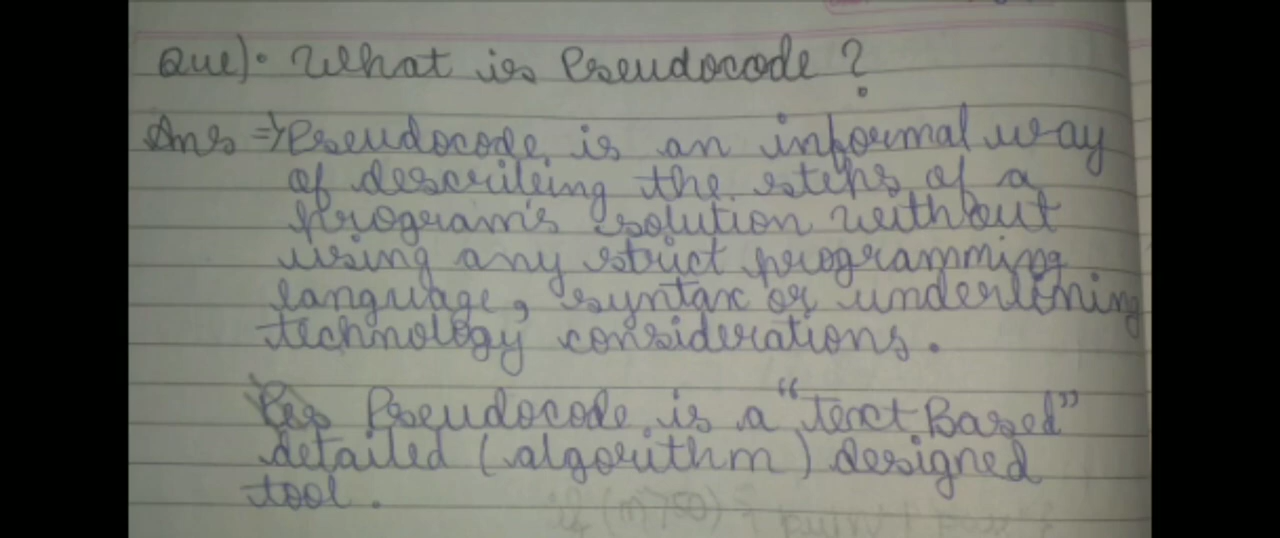 Que). What is Pseudocode ?
Ans ⇒ Pseudocode is an informal way
of describing the steps of a
program's solution without
using any strict programming
language, syntax or underlining
technology considerations.
Pseudocode is a "text Based"
detailed (algorithm) designed
tool.